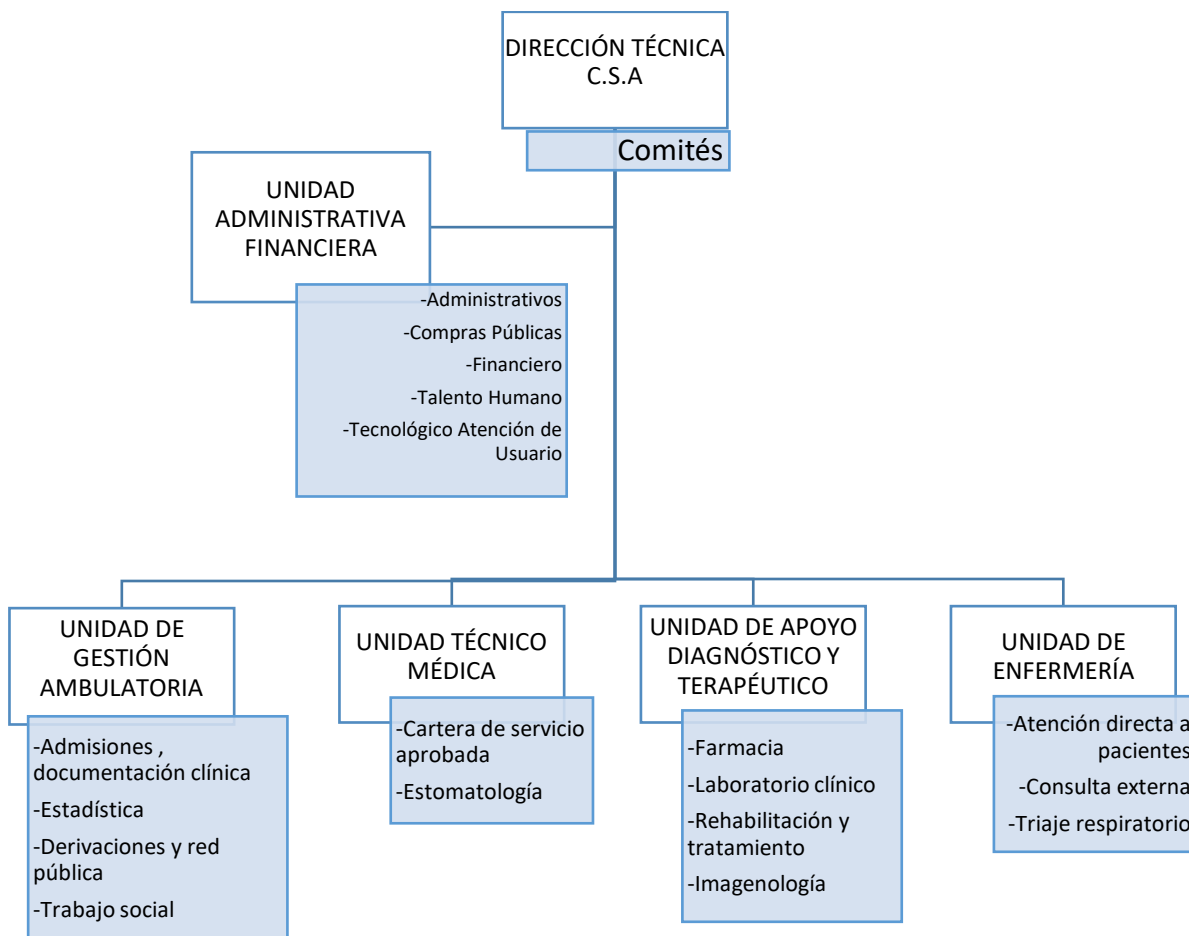 DIRECCIÓN TÉCNICA
C.S.A
Comités
UNIDAD
ADMINISTRATIVA
FINANCIERA
-Administrativos
-Compras Públicas
-Financiero
-Talento Humano
-Tecnológico Atención de
Usuario
UNIDAD DE
GESTIÓN
AMBULATORIA
-Admisiones ,
documentación clínica
-Estadística
-Derivaciones y red
pública
-Trabajo social
UNIDAD TÉCNICO
MÉDICA
-Cartera de servicio
aprobada
-Estomatología
UNIDAD DE APOYO
DIAGNÓSTICO Y
TERAPÉUTICO
-Farmacia
-Laboratorio clínico
-Rehabilitación y
tratamiento
-Imagenología
UNIDAD DE
ENFERMERÍA
-Atención directa a
pacientes
-Consulta externa
-Triaje respiratorio